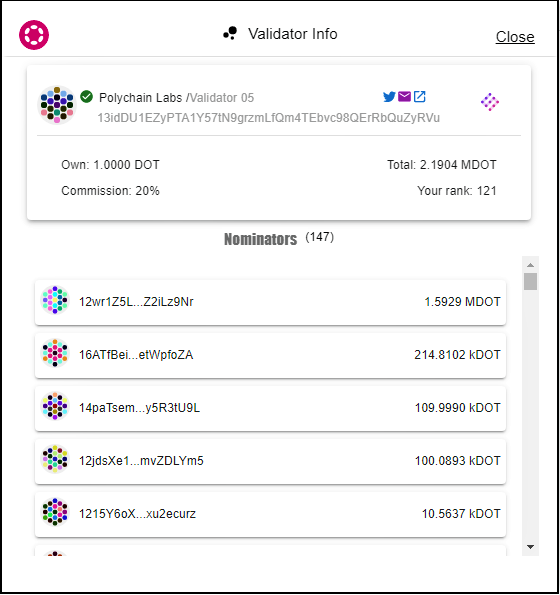 Validator Info
Close
Polychain Labs /Validator 05
13idDU1EZyPTA1Y57tN9grzmLfQm4TEbvc98QErRbQuZyRVu
Own: 1.0000 DOT
Total: 2.1904 MDOT
Commission: 20%
Your rank: 121
Nominators (147)
12wr1Z5L...Z2iLz9Nr 1.5929 MDOT
16ATfBei...etWpfoZA 214.8102 kDOT
14paTsem...y5R3tU9L 109.9990 kDOT
12jdsXe1...mvZDLYm5 100.0893 kDOT
1215Y6oX...xu2ecurz 10.5637 kDOT